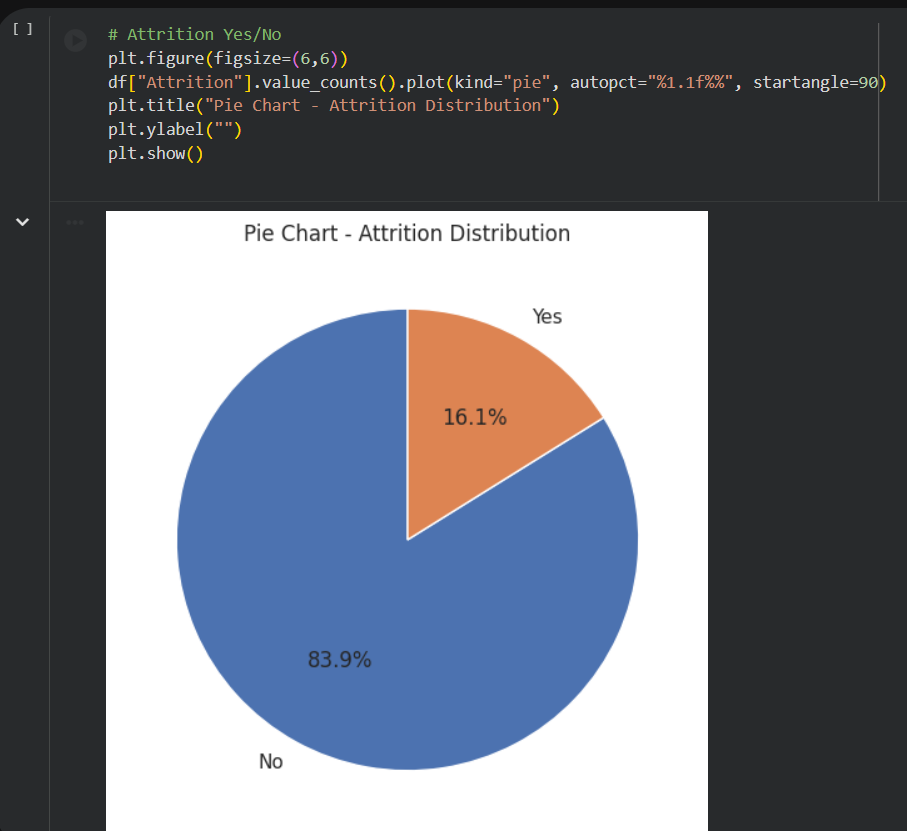 [ ]
# Attrition Yes/No
plt.figure(figsize=(6,6))
df["Attrition"].value_counts().plot(kind="pie", autopct="%1.1f%%", startangle=90)
plt.title("Pie Chart - Attrition Distribution")
plt.ylabel("")
plt.show()
Pie Chart - Attrition Distribution
Yes
16.1%
83.9%
No